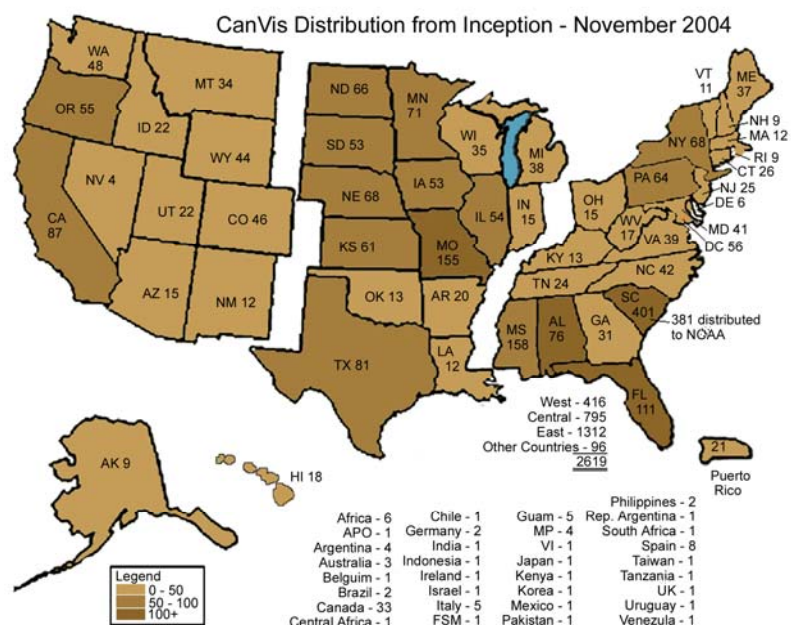 CanVis Distribution from Inception - November 2004
WA
48
MT 34
OR 55
ID 22
WY 44
NV 4
CA
87
UT 22
CO 46
AZ 15
NM 12
ND 66
MN
71
SD 53
WI
35
MI
38
NE 68
IA 53
IL 54
IN
15
KS 61
MO
155
OK 13
AR 20
TX 81
LA
12
VT
11
ME
37
NH 9
MA 12
NY 68
RI 9
CT 26
PA 64
NJ 25
DE 6
OH
15
WV
17
MD 41
VA 39
DC 56
KY 13
NC 42
TN 24
SC
401
381 distributed
to NOAA
MS
158
AL
76
GA
31
FL
111
West - 416
Central - 795
East - 1312
Other Countries - 96
2619
21
Puerto
Rico
AK 9
HI 18
Legend
0 - 50
50 - 100
100+
Africa - 6
APO - 1
Argentina - 4
Australia - 3
Belguim - 1
Brazil - 2
Canada - 33
Central Africa - 1
Chile - 1
Germany - 2
India - 1
Indonesia - 1
Ireland - 1
Israel - 1
Italy - 5
FSM - 1
Guam - 5
MP - 4
VI - 1
Japan - 1
Kenya - 1
Korea - 1
Mexico - 1
Pakistan - 1
Philippines - 2
Rep. Argentina - 1
South Africa - 1
Spain - 8
Taiwan - 1
Tanzania - 1
UK - 1
Uruguay - 1
Venezula - 1